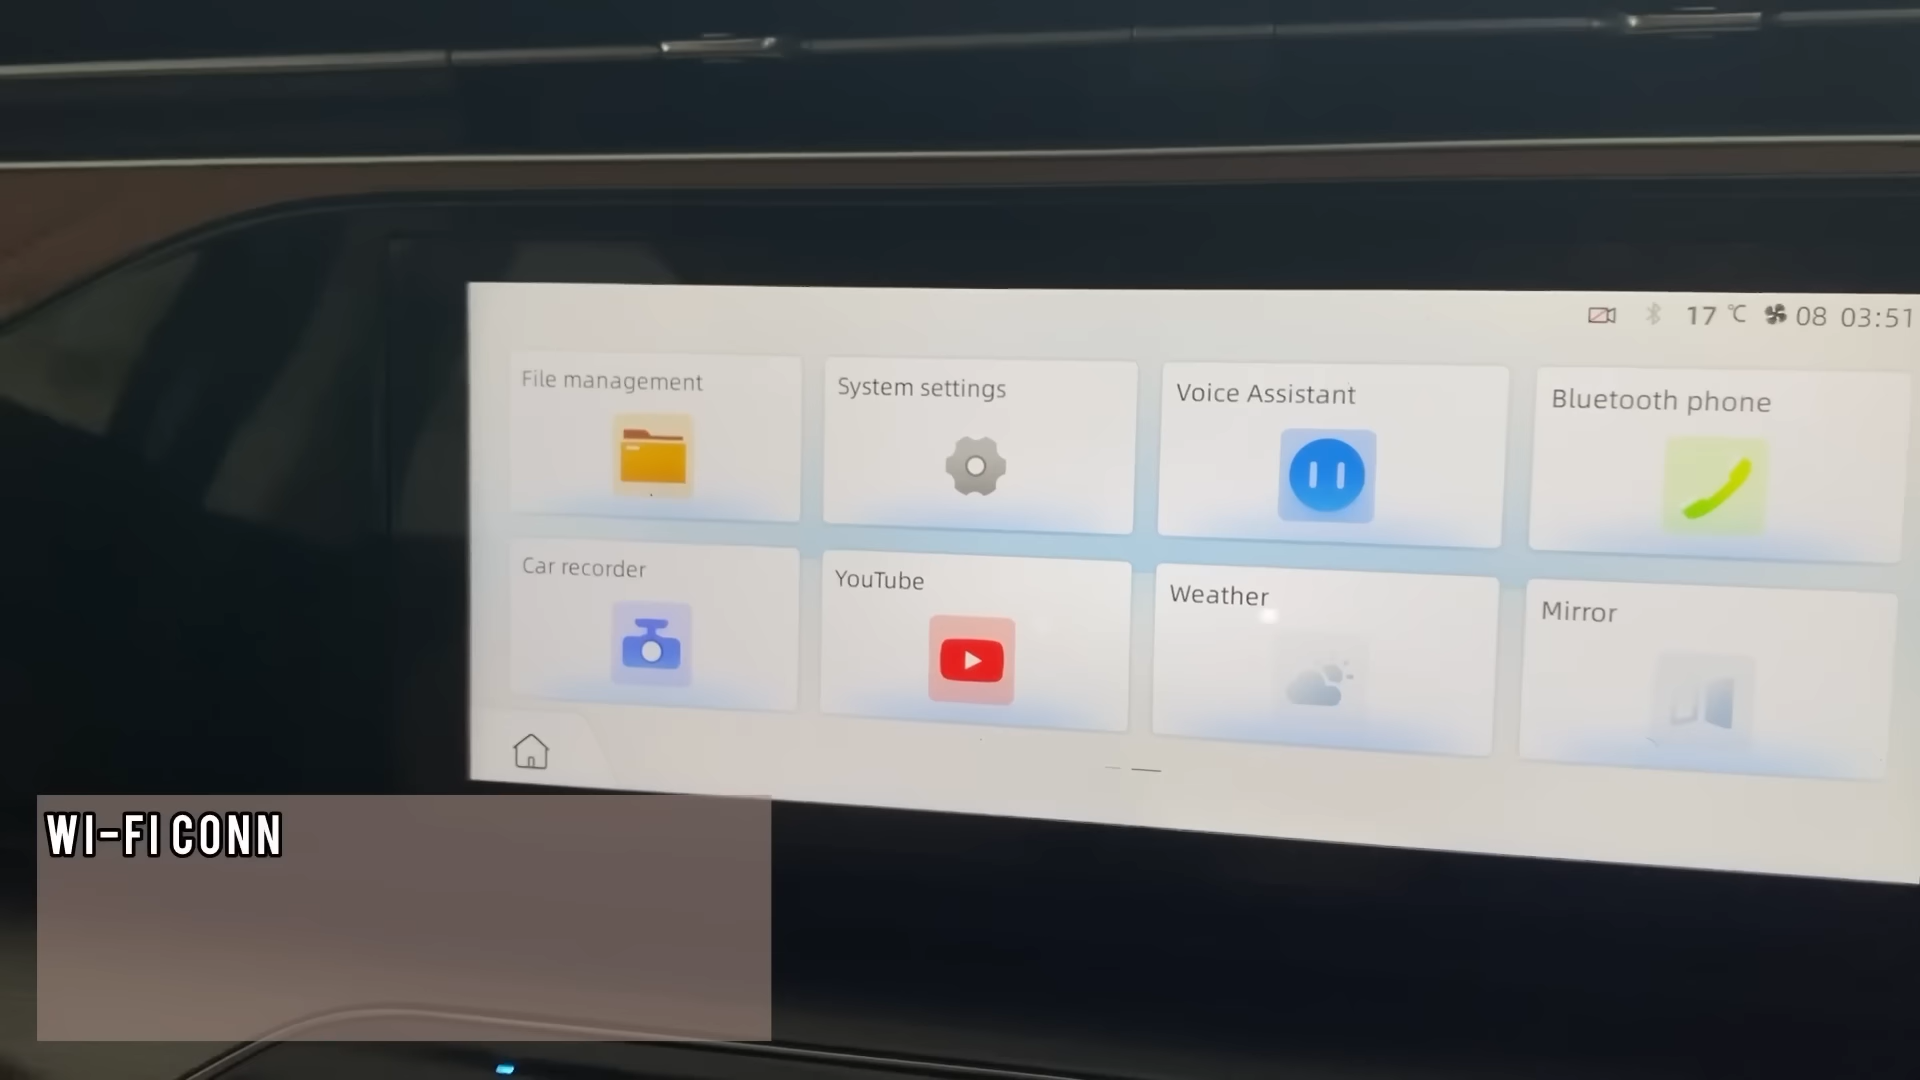 17 °C 08 03:51
File management
System settings
Voice Assistant
Bluetooth phone
Car recorder
YouTube
Weather
Mirror
WI-FI CONN